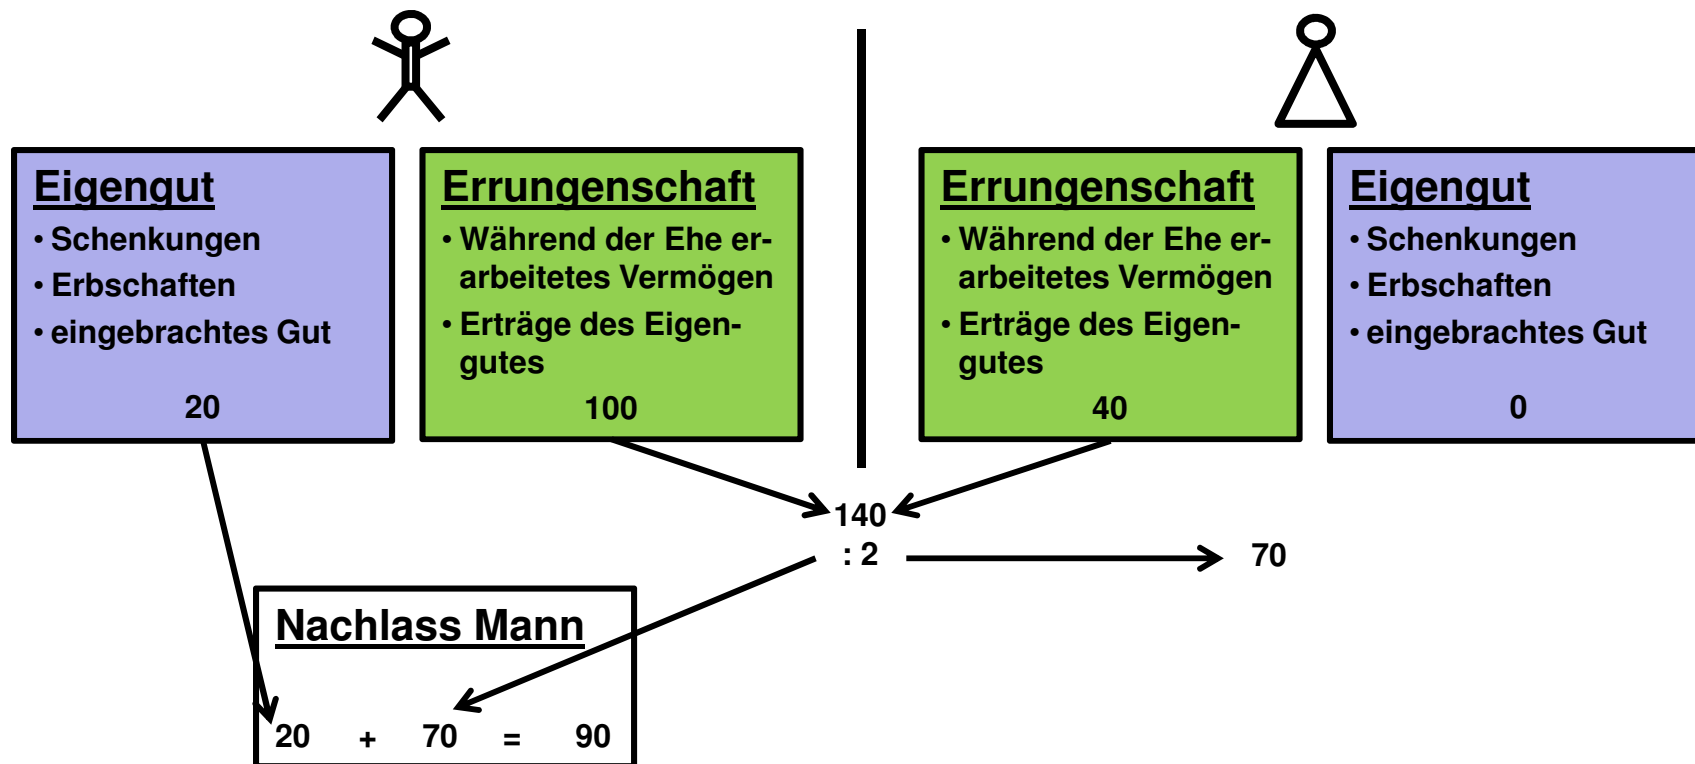 Eigengut
• Schenkungen
• Erbschaften
• eingebrachtes Gut
20
Errungenschaft
• Während der Ehe er-
arbeitetes Vermögen
• Erträge des Eigen-
gutes
100
Errungenschaft
• Während der Ehe er-
arbeitetes Vermögen
• Erträge des Eigen-
gutes
40
Eigengut
• Schenkungen
• Erbschaften
• eingebrachtes Gut
0
140
: 2
70
Nachlass Mann
20 + 70 = 90